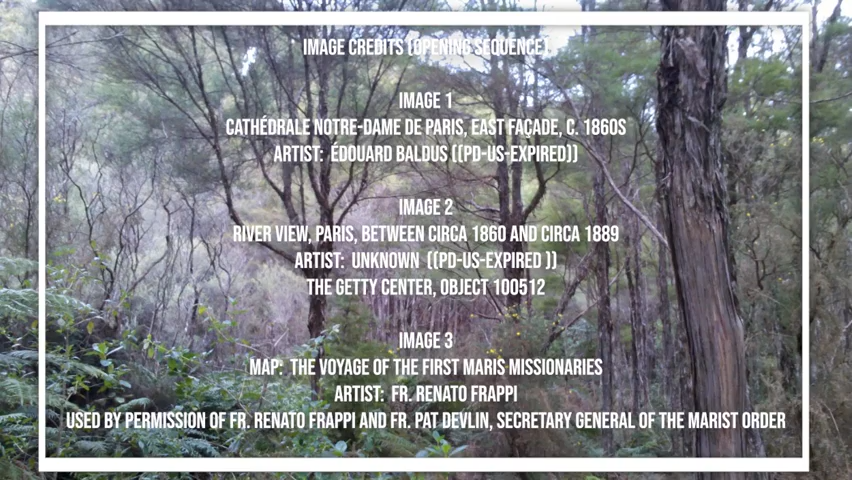 IMAGE CREDITS (OPENING SEQUENCE)
IMAGE 1
CATHÉDRALE NOTRE-DAME DE PARIS, EAST FAÇADE, C. 1860S
ARTIST: ÉDOUARD BALDUS ((PD-US-EXPIRED))
IMAGE 2
RIVER VIEW, PARIS, BETWEEN CIRCA 1860 AND CIRCA 1889
ARTIST: UNKNOWN ((PD-US-EXPIRED ))
THE GETTY CENTER, OBJECT 100512
IMAGE 3
MAP: THE VOYAGE OF THE FIRST MARIS MISSIONARIES
ARTIST: FR. RENATO FRAPPI
USED BY PERMISSION OF FR. RENATO FRAPPI AND FR. PAT DEVLIN, SECRETARY GENERAL OF THE MARIST ORDER